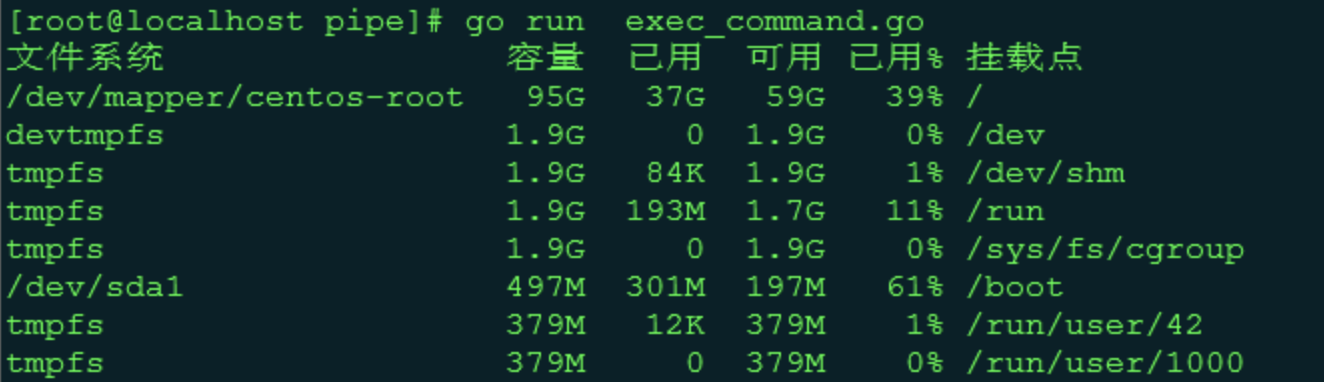 [root@localhost pipe]# go run  exec_command.go
文件系统                 容量  已用  可用 已用% 挂载点
/dev/mapper/centos-root   95G   37G   59G   39% /
devtmpfs                 1.9G     0  1.9G    0% /dev
tmpfs                    1.9G   84K  1.9G    1% /dev/shm
tmpfs                    1.9G  193M  1.7G   11% /run
tmpfs                    1.9G     0  1.9G    0% /sys/fs/cgroup
/dev/sda1                497M  301M  197M   61% /boot
tmpfs                    379M   12K  379M    1% /run/user/42
tmpfs                    379M     0  379M    0% /run/user/1000